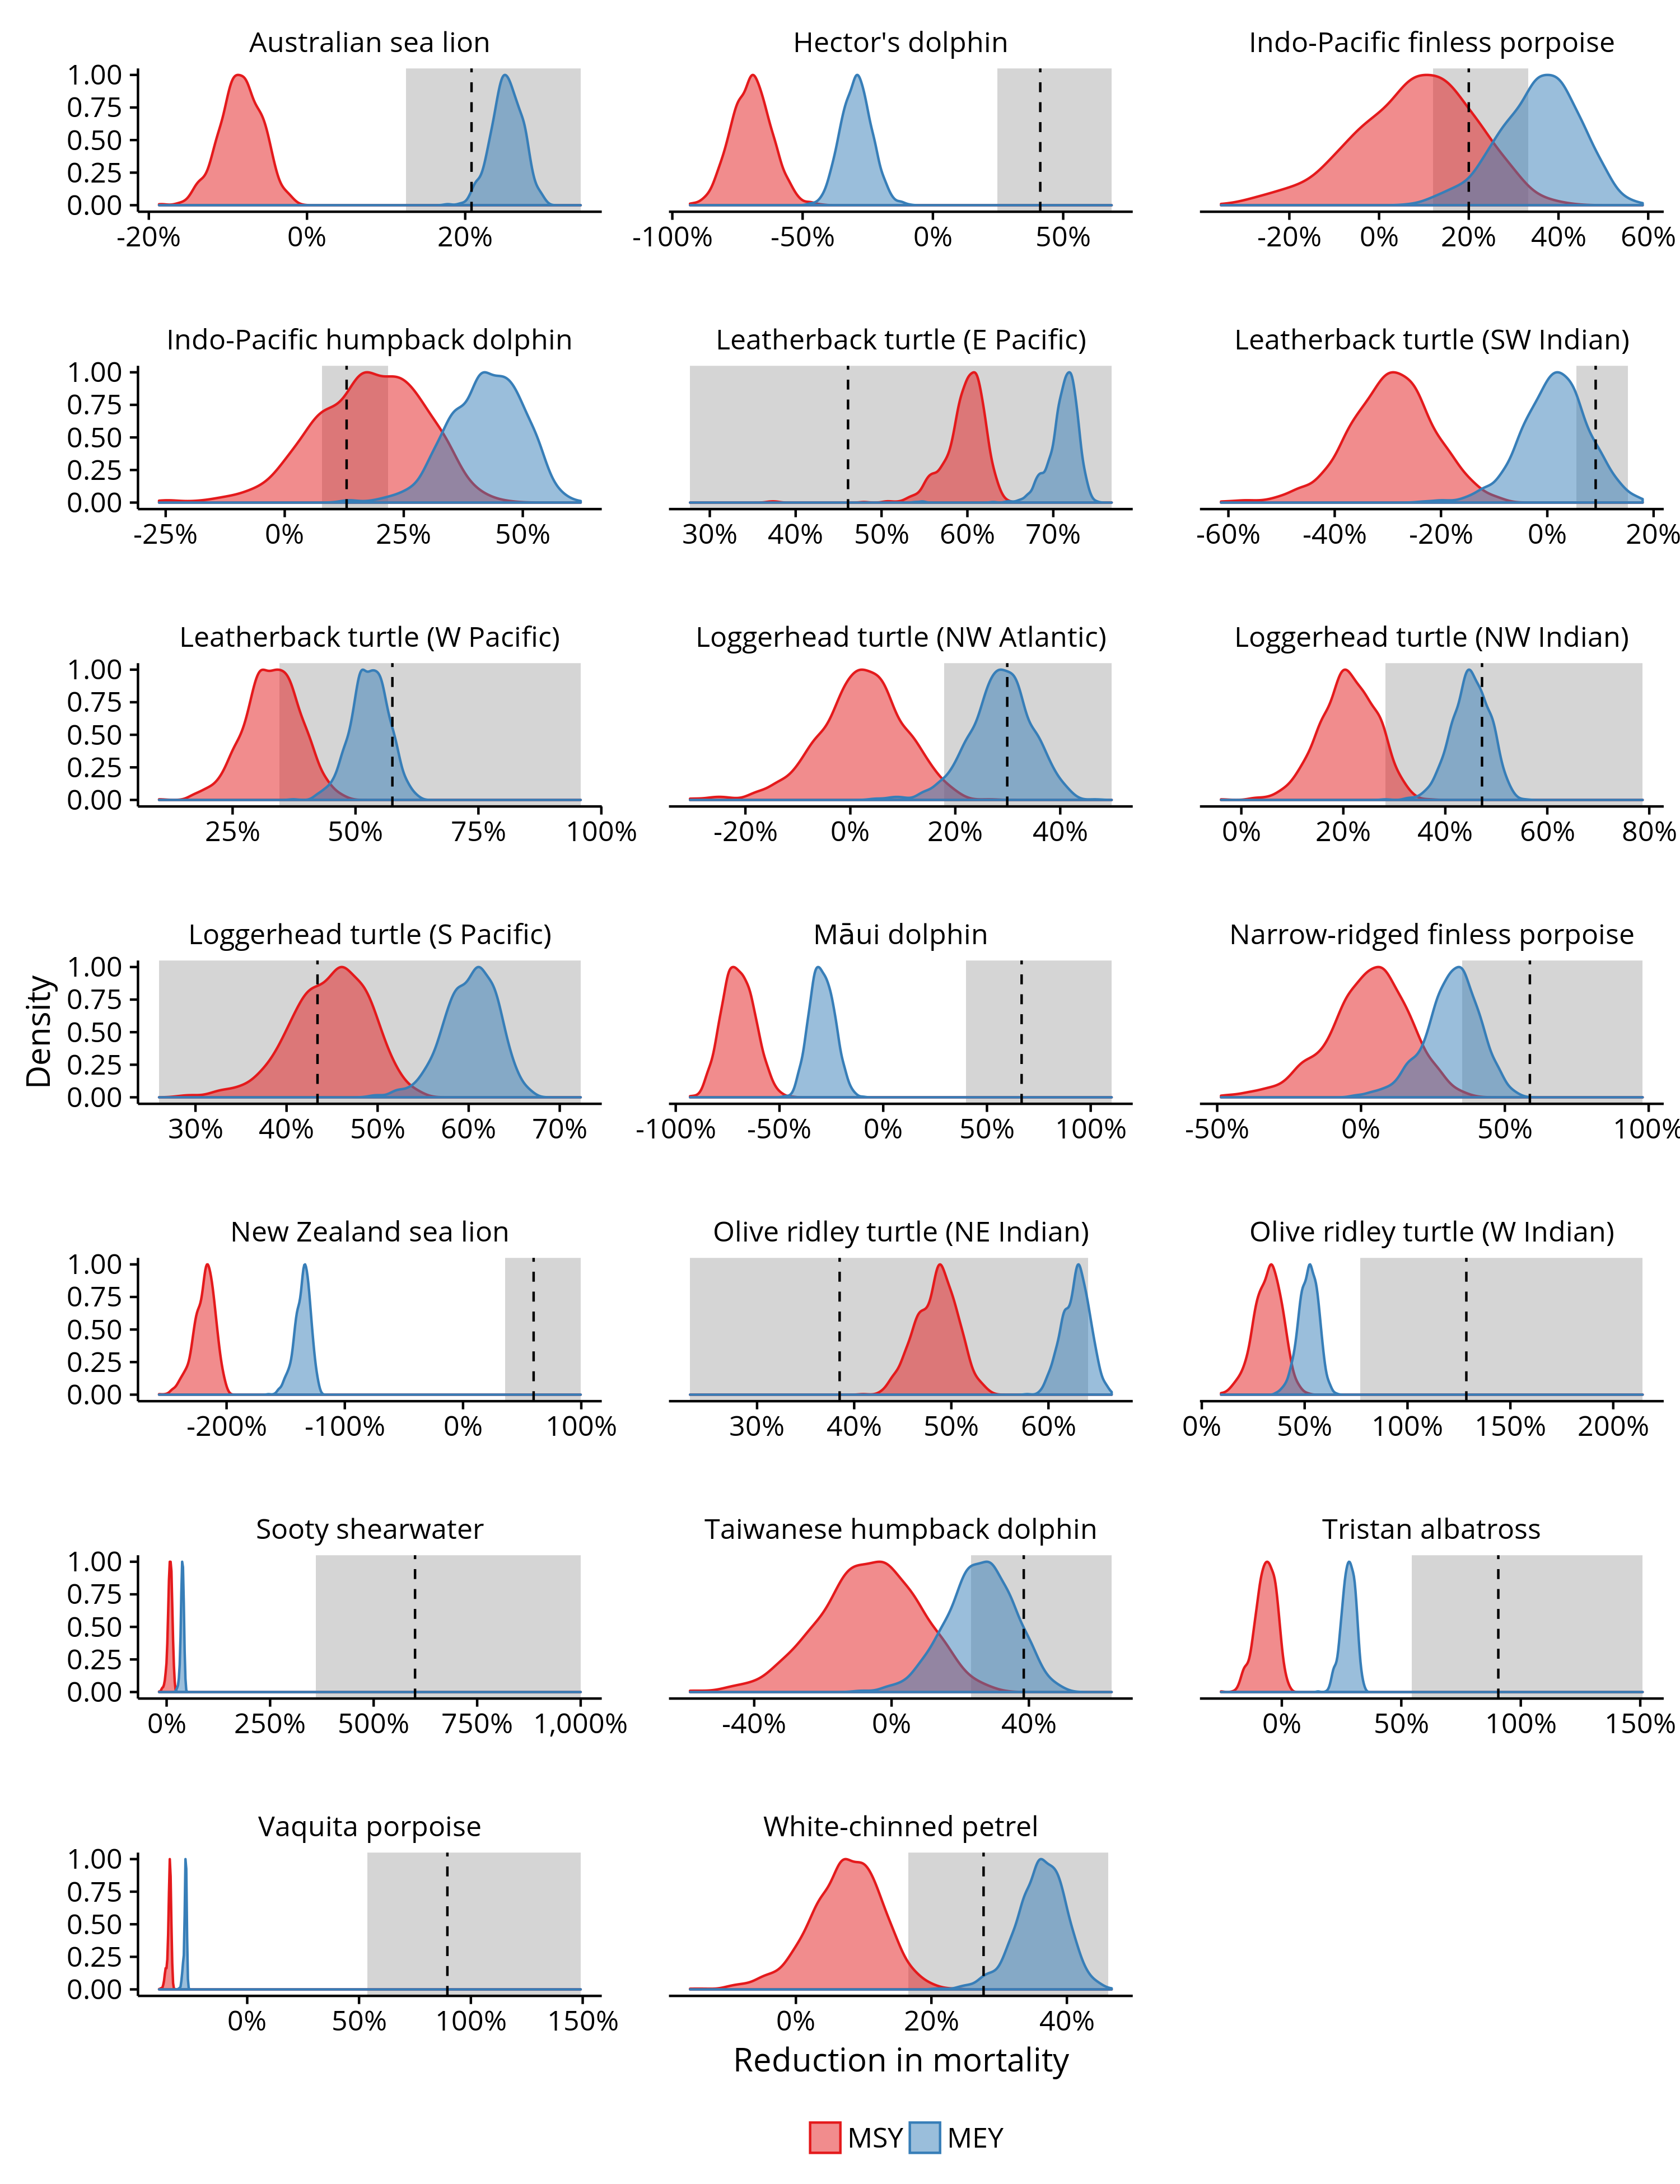 Australian sea lion
Hector's dolphin
Indo-Pacific finless porpoise
1.00
0.75
0.50
0.25
0.00
-20% 0% 20%
-100% -50% 0% 50%
-20% 0% 20% 40% 60%
Indo-Pacific humpback dolphin
Leatherback turtle (E Pacific)
Leatherback turtle (SW Indian)
1.00
0.75
0.50
0.25
0.00
-25% 0% 25% 50%
30% 40% 50% 60% 70%
-60% -40% -20% 0% 20%
Leatherback turtle (W Pacific)
Loggerhead turtle (NW Atlantic)
Loggerhead turtle (NW Indian)
1.00
0.75
0.50
0.25
0.00
25% 50% 75% 100%
-20% 0% 20% 40%
0% 20% 40% 60% 80%
Density
Loggerhead turtle (S Pacific)
Māui dolphin
Narrow-ridged finless porpoise
1.00
0.75
0.50
0.25
0.00
30% 40% 50% 60% 70%
-100% -50% 0% 50% 100%
-50% 0% 50% 100%
New Zealand sea lion
Olive ridley turtle (NE Indian)
Olive ridley turtle (W Indian)
1.00
0.75
0.50
0.25
0.00
-200% -100% 0% 100%
30% 40% 50% 60%
0% 50% 100% 150% 200%
Sooty shearwater
Taiwanese humpback dolphin
Tristan albatross
1.00
0.75
0.50
0.25
0.00
0% 250% 500% 750% 1,000%
-40% 0% 40%
0% 50% 100% 150%
Vaquita porpoise
White-chinned petrel
1.00
0.75
0.50
0.25
0.00
0% 50% 100% 150%
0% 20% 40%
Reduction in mortality
MSY MEY